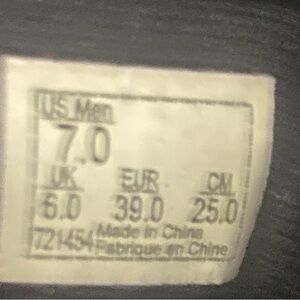 US Men
7.0
UK EUR CM
6.0 39.0 25.0
721454 Made in China
Fabrique en Chine